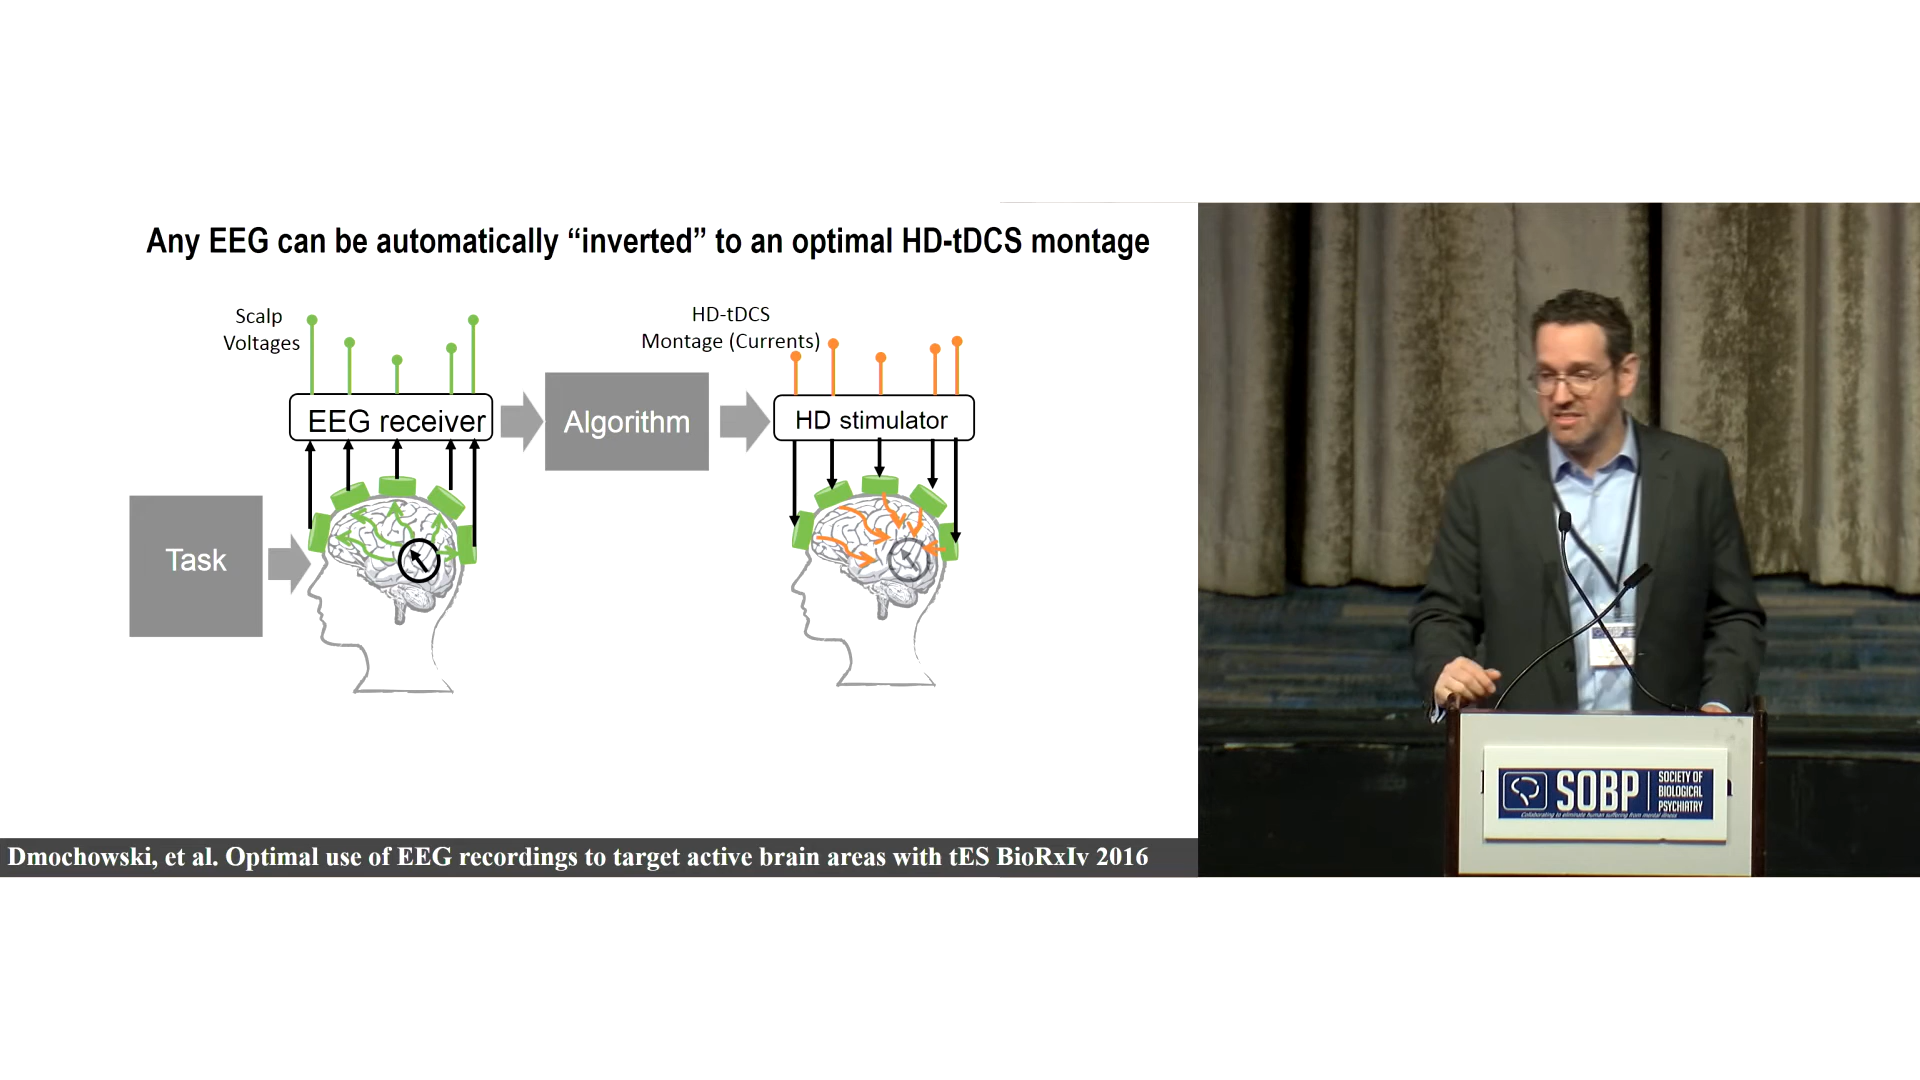 Any EEG can be automatically “inverted” to an optimal HD-tDCS montage
Scalp
Voltages
HD-tDCS
Montage (Currents)
EEG receiver
Algorithm
HD stimulator
Task
Dmochowski, et al. Optimal use of EEG recordings to target active brain areas with tES BioRxIv 2016
SOBP
SOCIETY OF
BIOLOGICAL
PSYCHIATRY
Collaborating to eliminate human suffering from mental illness